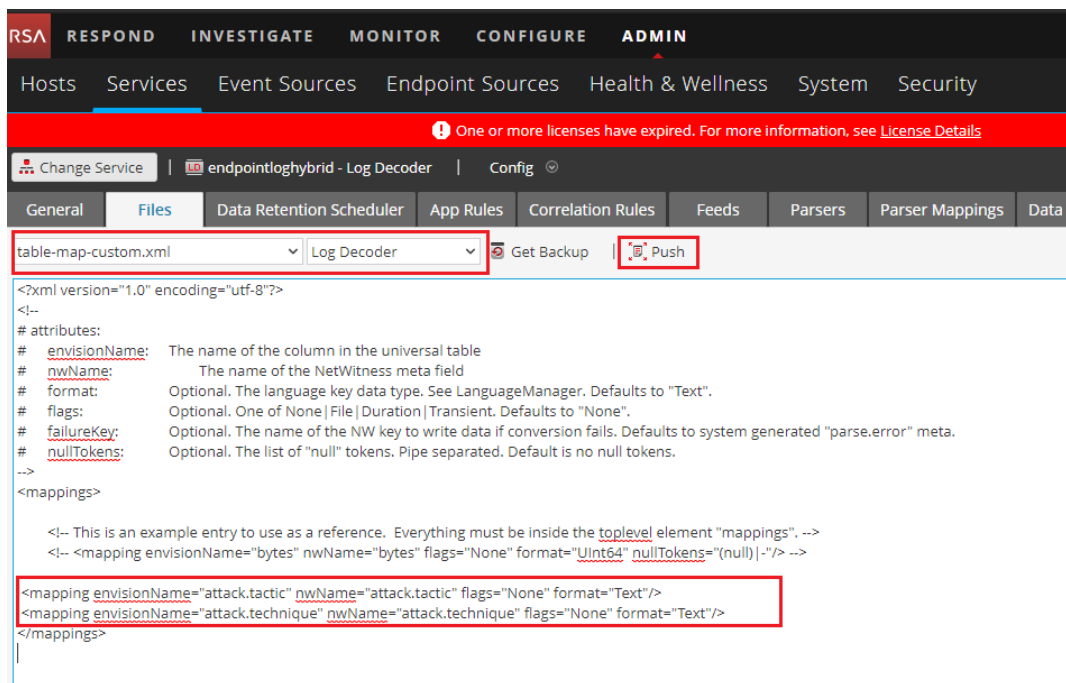 RSA RESPOND INVESTIGATE MONITOR CONFIGURE ADMIN
Hosts Services Event Sources Endpoint Sources Health & Wellness System Security
! One or more licenses have expired. For more information, see License Details
Change Service | LD endpointloghybrid - Log Decoder | Config
General Files Data Retention Scheduler App Rules Correlation Rules Feeds Parsers Parser Mappings Data
table-map-custom.xml Log Decoder Get Backup | Push
<?xml version="1.0" encoding="utf-8"?>
<!--
# attributes:
# envisionName: The name of the column in the universal table
# nwName: The name of the NetWitness meta field
# format: Optional. The language key data type. See LanguageManager. Defaults to "Text".
# flags: Optional. One of None|File|Duration|Transient. Defaults to "None".
# failureKey: Optional. The name of the NW key to write data if conversion fails. Defaults to system generated "parse.error" meta.
# nullTokens: Optional. The list of "null" tokens. Pipe separated. Default is no null tokens.
-->
<mappings>
<!-- This is an example entry to use as a reference. Everything must be inside the toplevel element "mappings". -->
<!-- <mapping envisionName="bytes" nwName="bytes" flags="None" format="UInt64" nullTokens="(null)|-"/> -->
<mapping envisionName="attack.tactic" nwName="attack.tactic" flags="None" format="Text"/>
<mapping envisionName="attack.technique" nwName="attack.technique" flags="None" format="Text"/>
</mappings>